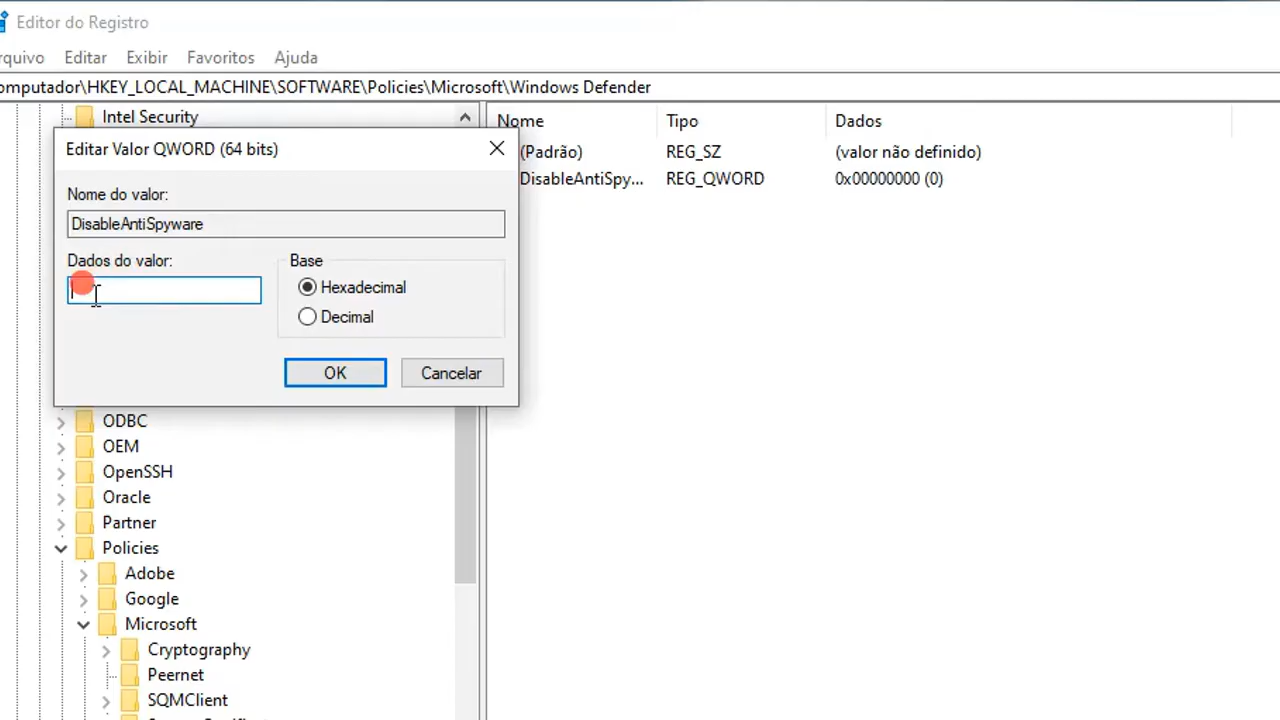 Editor do Registro
rquivo Editar Exibir Favoritos Ajuda
omputador\HKEY_LOCAL_MACHINE\SOFTWARE\Policies\Microsoft\Windows Defender
Intel Security
Nome Tipo Dados
(Padrão) REG_SZ (valor não definido)
DisableAntiSpy... REG_QWORD 0x00000000 (0)
Editar Valor QWORD (64 bits)
Nome do valor:
DisableAntiSpyware
Dados do valor:
Base
Hexadecimal
Decimal
OK Cancelar
ODBC
OEM
OpenSSH
Oracle
Partner
Policies
Adobe
Google
Microsoft
Cryptography
Peernet
SQMClient